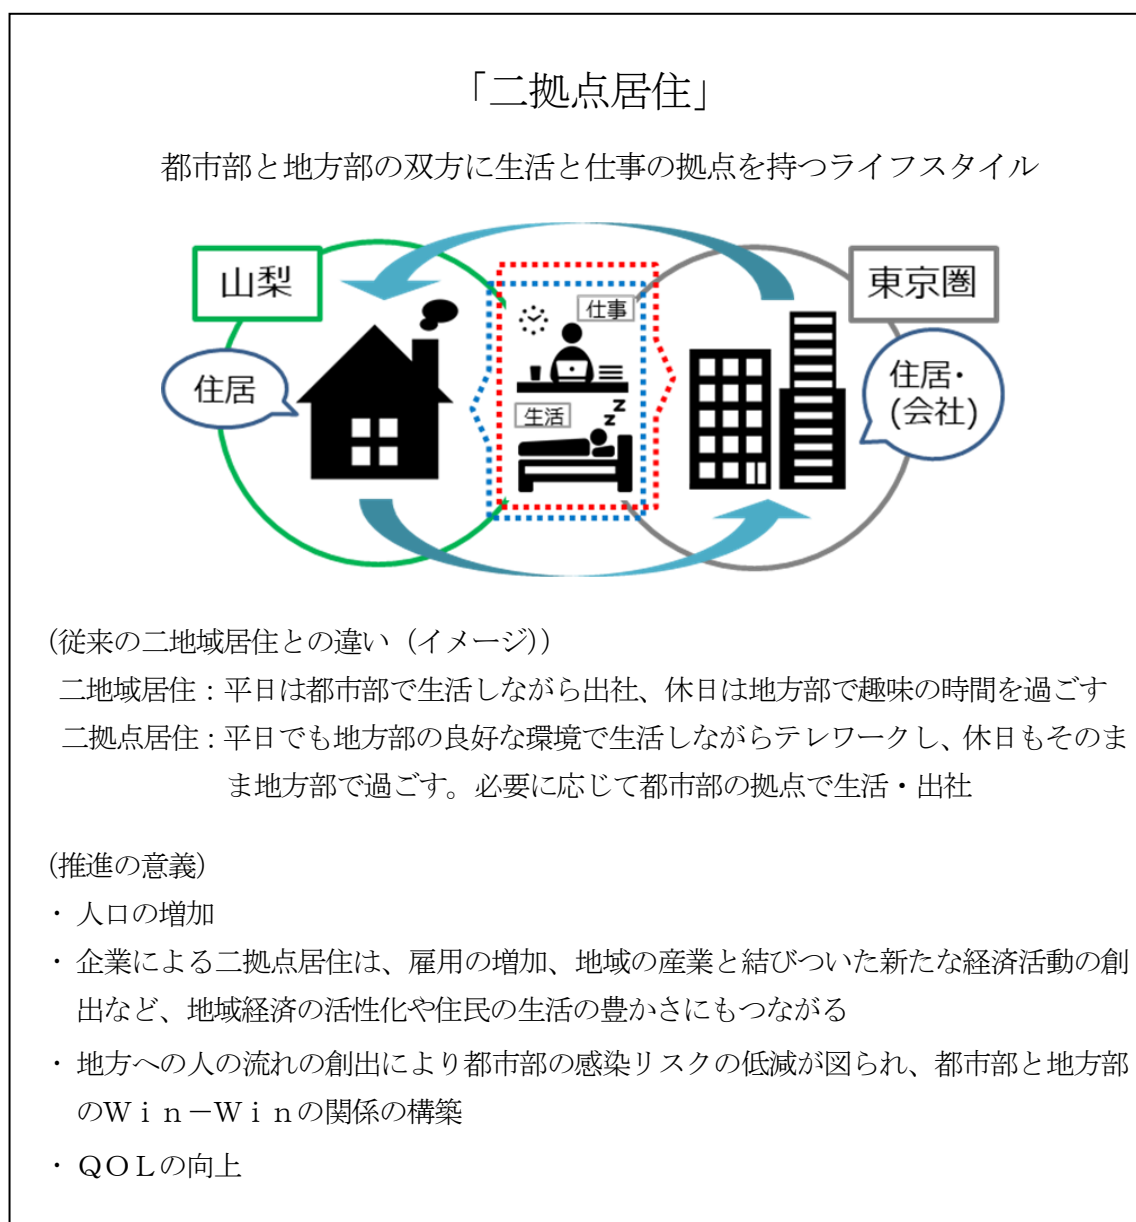 「二拠点居住」
都市部と地方部の双方に生活と仕事の拠点を持つライフスタイル
山梨
東京圏
仕事
住居
住居・
(会社)
生活
z
z
z
(従来の二地域居住との違い（イメージ）)
二地域居住：平日は都市部で生活しながら出社、休日は地方部で趣味の時間を過ごす
二拠点居住：平日でも地方部の良好な環境で生活しながらテレワークし、休日もそのま
ま地方部で過ごす。必要に応じて都市部の拠点で生活・出社
(推進の意義)
・ 人口の増加
・ 企業による二拠点居住は、雇用の増加、地域の産業と結びついた新たな経済活動の創
出など、地域経済の活性化や住民の生活の豊かさにもつながる
・ 地方への人の流れの創出により都市部の感染リスクの低減が図られ、都市部と地方部
のＷｉｎ－Ｗｉｎの関係の構築
・ ＱＯＬの向上